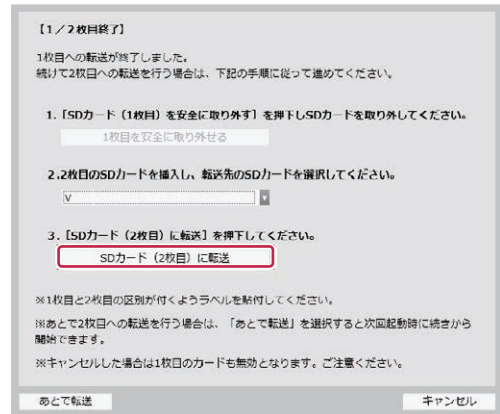 【1/2枚目終了】
1枚目への転送が終了しました。
続けて2枚目への転送を行う場合は、下記の手順に従って進めてください。
1.［SDカード（1枚目）を安全に取り外す］を押下しSDカードを取り外してください。
1枚目を安全に取り外せる
2.2枚目のSDカードを挿入し、転送先のSDカードを選択してください。
V
3.［SDカード（2枚目）に転送］を押下してください。
SDカード（2枚目）に転送
※1枚目と2枚目の区別が付くようラベルを貼付してください。
※あとで2枚目への転送を行う場合は、「あとで転送」を選択すると次回起動時に続きから
開始できます。
※キャンセルした場合は1枚目のカードも無効となります。ご注意ください。
あとで転送
キャンセル